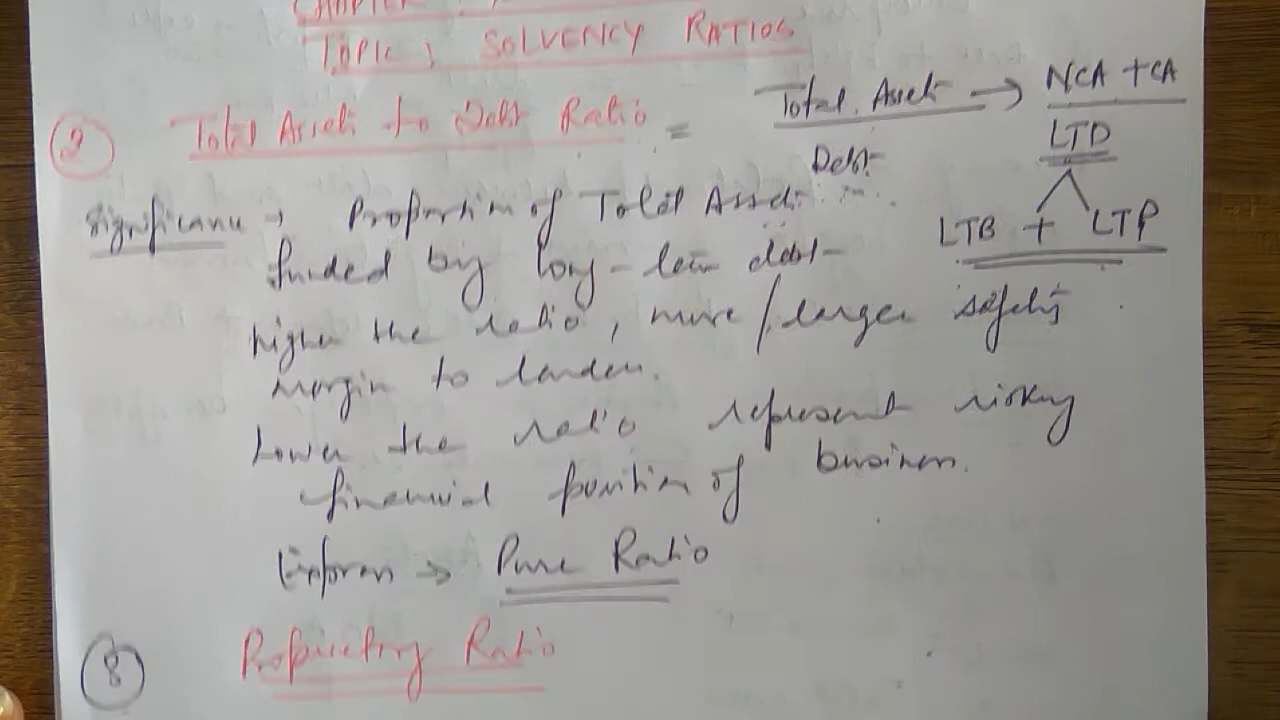 TOPIC: SOLVENCY RATIOS
Total Assets to Debt Ratio = Total Assets → NCA + CA
Debt LTD
LTB + LTP
Significance → Proportion of Total Assets
funded by long-term debt
higher the ratio, more/larger safety
margin to lenders.
Lower the ratio represent risky
financial position of business.
→ Pure Ratio
8 Proprietary Ratio